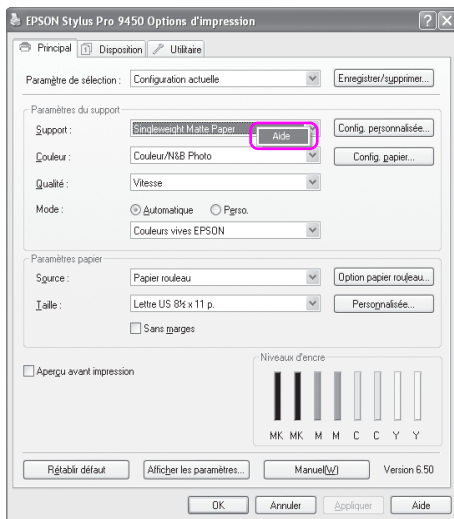 EPSON Stylus Pro 9450 Options d'impression
Principal Disposition Utilitaire
Paramètre de sélection : Configuration actuelle Enregistrer/supprimer...
Paramètres du support
Support : Singleweight Matte Paper Aide Config. personnalisée...
Couleur : Couleur/N&B Photo Config. papier...
Qualité : Vitesse
Mode : Automatique Perso.
Couleurs vives EPSON
Paramètres papier
Source : Papier rouleau Option papier rouleau...
Taille : Lettre US 8½ x 11 p. Personnalisée...
Sans marges
Aperçu avant impression
Niveaux d'encre
MK MK M M C C Y Y
Rétablir défaut Afficher les paramètres... Manuel(W) Version 6.50
OK Annuler Appliquer Aide